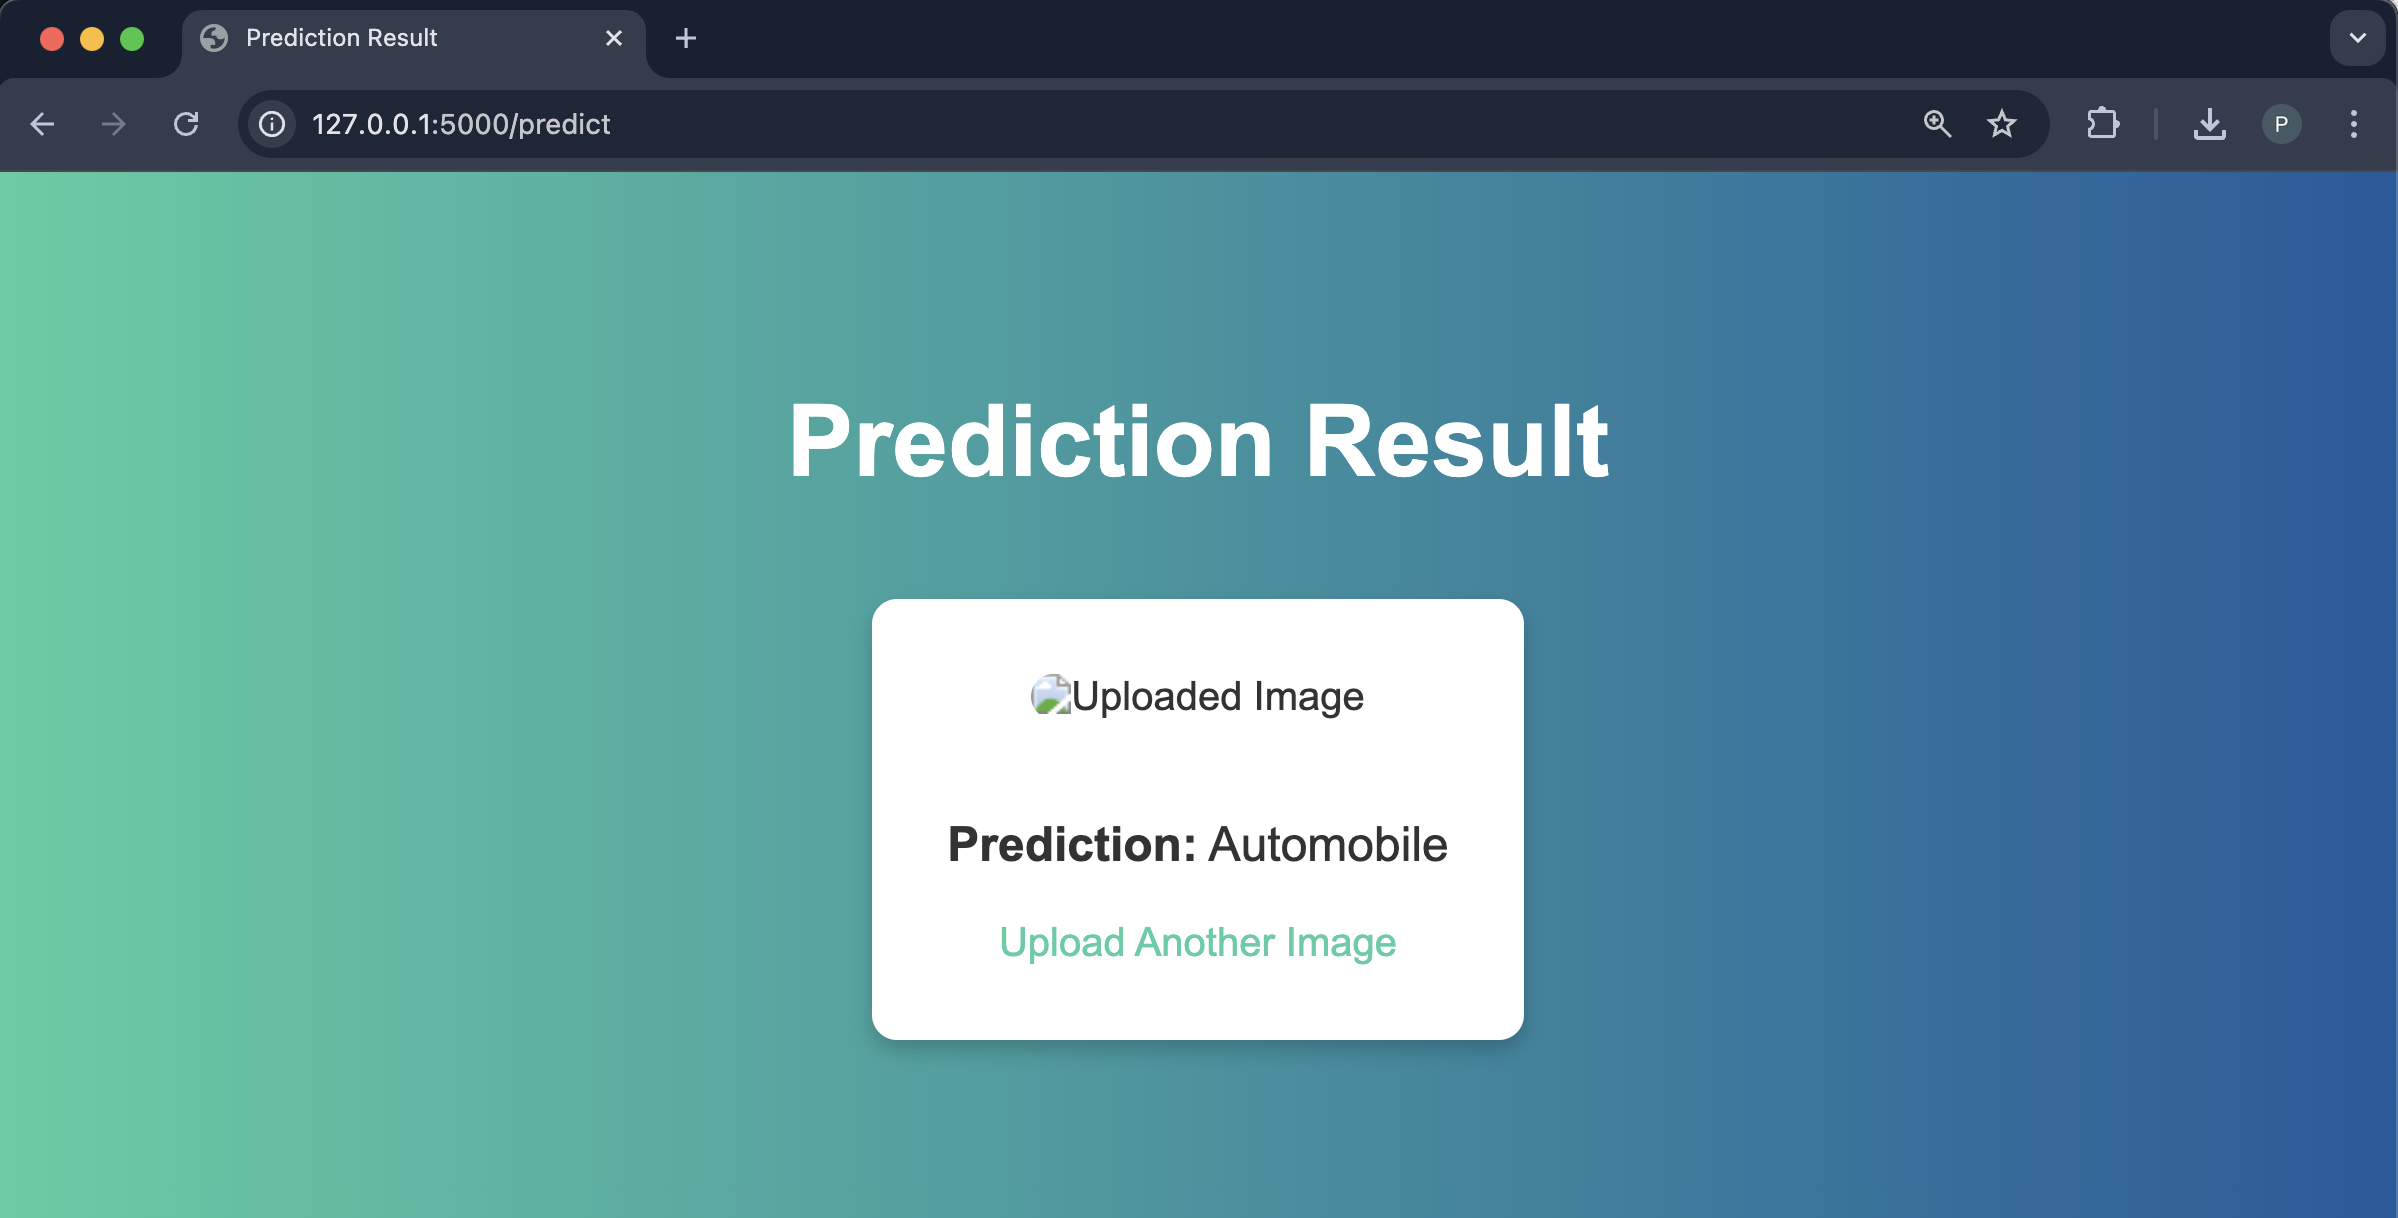 Prediction Result
127.0.0.1:5000/predict
P
Prediction Result
Uploaded Image
Prediction: Automobile
Upload Another Image